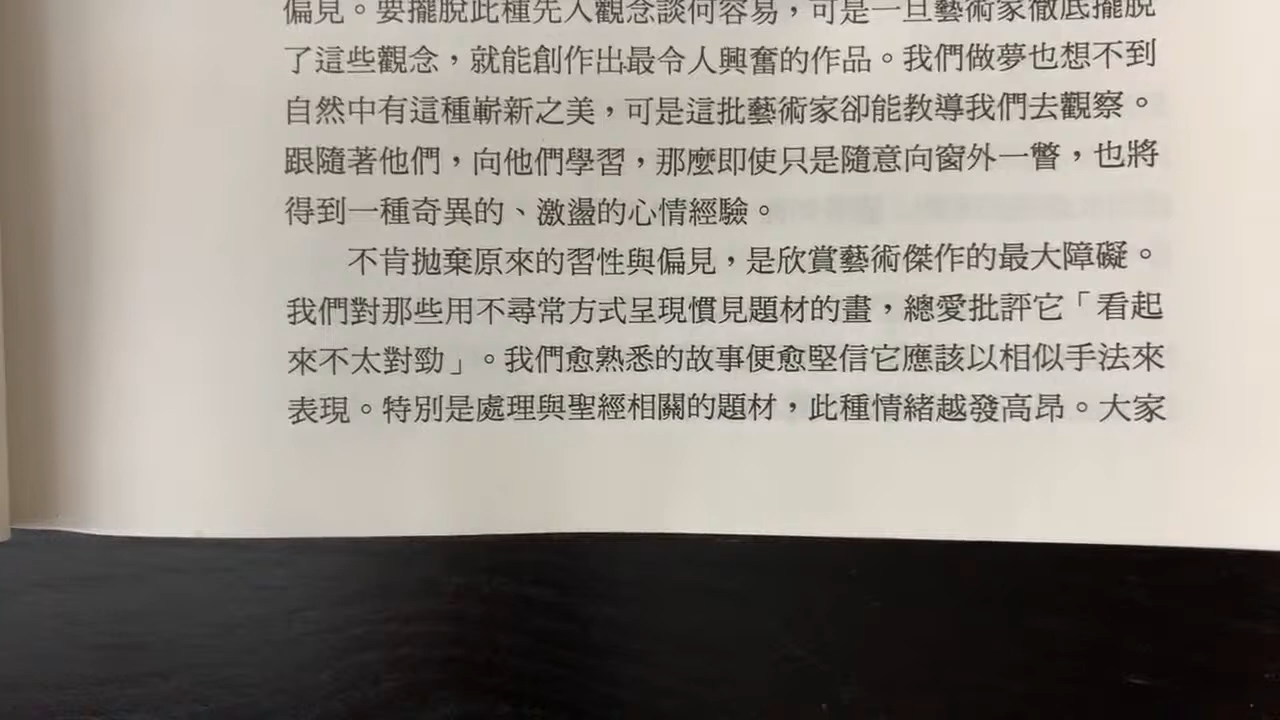 偏見。要擺脫此種先入觀念談何容易，可是一旦藝術家徹底擺脫
了這些觀念，就能創作出最令人興奮的作品。我們做夢也想不到
自然中有這種嶄新之美，可是這批藝術家卻能教導我們去觀察。
跟隨著他們，向他們學習，那麼即使只是隨意向窗外一瞥，也將
得到一種奇異的、激盪的心情經驗。
不肯拋棄原來的習性與偏見，是欣賞藝術傑作的最大障礙。
我們對那些用不尋常方式呈現慣見題材的畫，總愛批評它「看起
來不太對勁」。我們愈熟悉的故事便愈堅信它應該以相似手法來
表現。特別是處理與聖經相關的題材，此種情緒越發高昂。大家